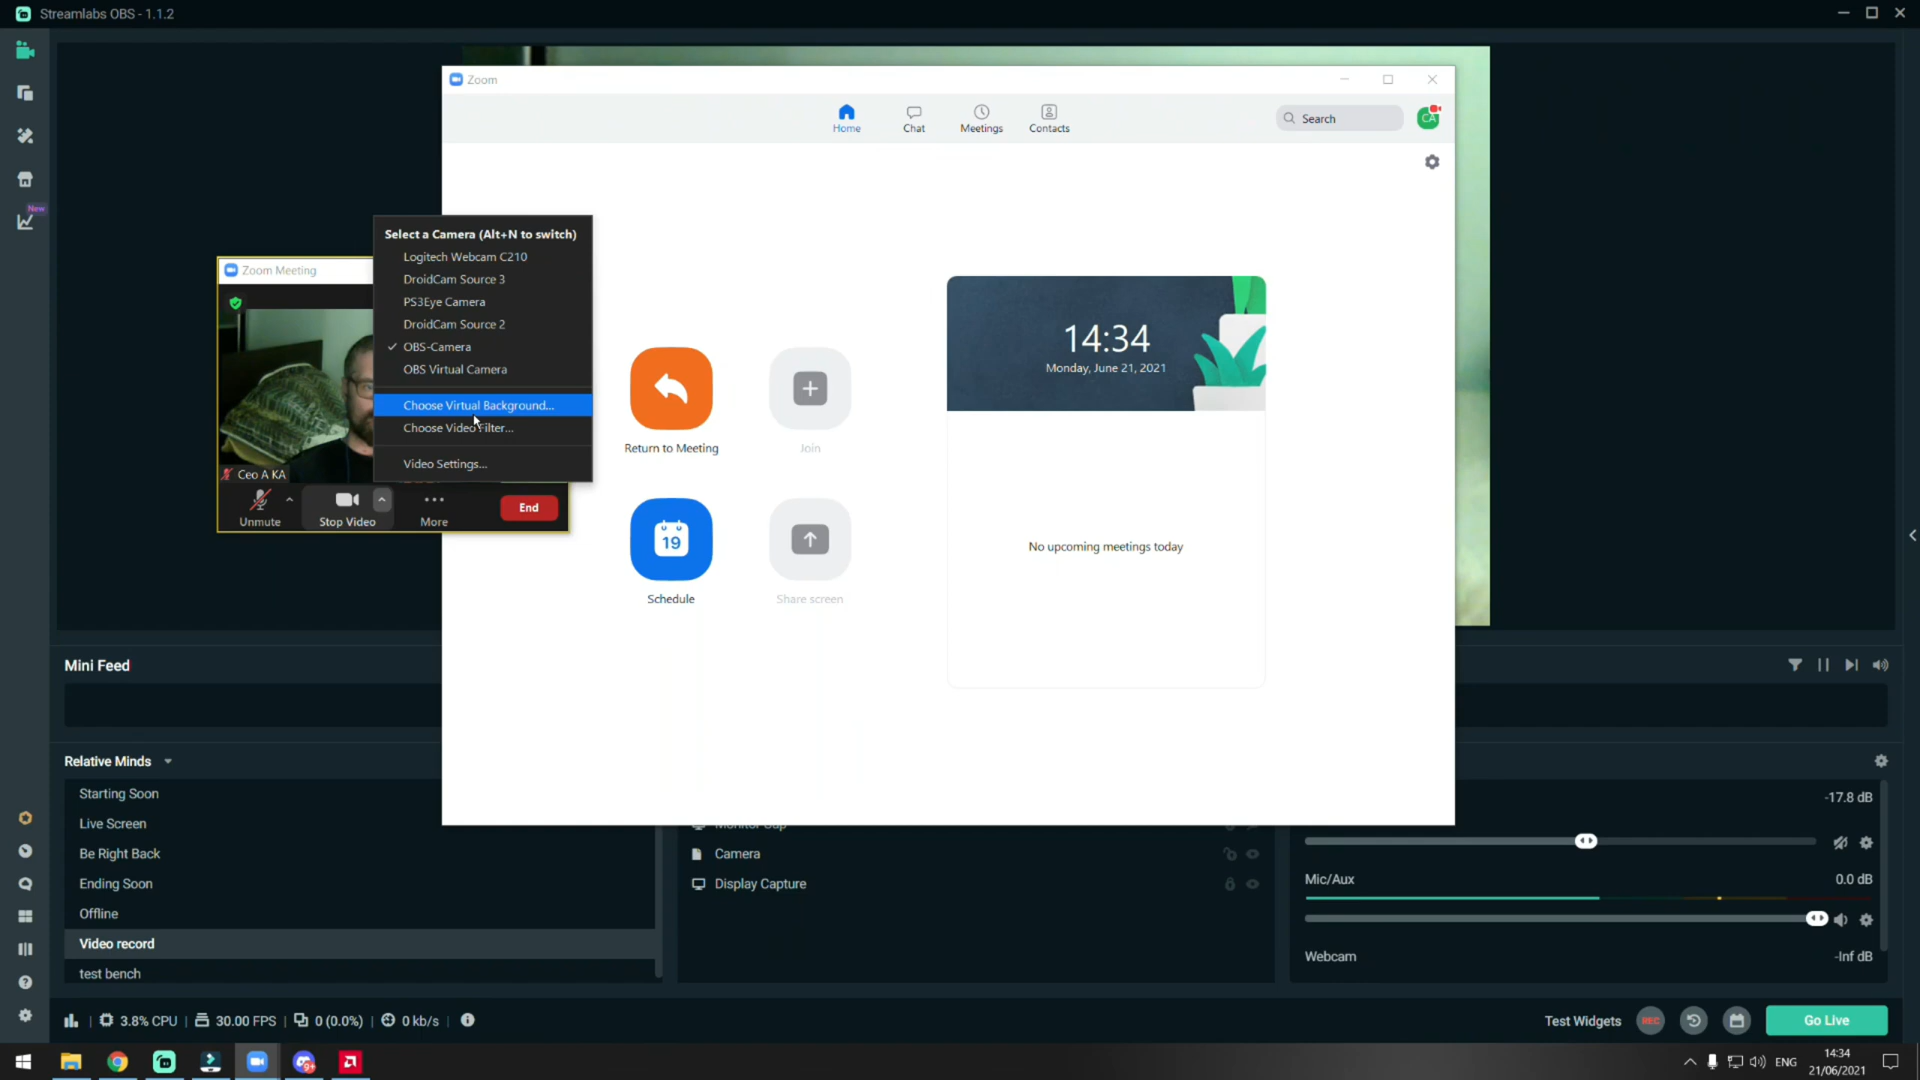 Streamlabs OBS - 1.1.2
Zoom
Home
Chat
Meetings
Contacts
Search
CA
New
Select a Camera (Alt+N to switch)
Logitech Webcam C210
DroidCam Source 3
PS3Eye Camera
DroidCam Source 2
✓ OBS-Camera
OBS Virtual Camera
Choose Virtual Background...
Choose Video Filter...
Video Settings...
Zoom Meeting
Ceo A KA
Unmute
Stop Video
More
End
Return to Meeting
Join
19
Schedule
Share screen
14:34
Monday, June 21, 2021
No upcoming meetings today
Mini Feed
Relative Minds
Starting Soon
Live Screen
Be Right Back
Ending Soon
Offline
Video record
test bench
Camera
Display Capture
-17.8 dB
Mic/Aux
0.0 dB
Webcam
-Inf dB
3.8% CPU
30.00 FPS
0 (0.0%)
0 kb/s
Test Widgets
REC
Go Live
9+
ENG
14:34
21/06/2021